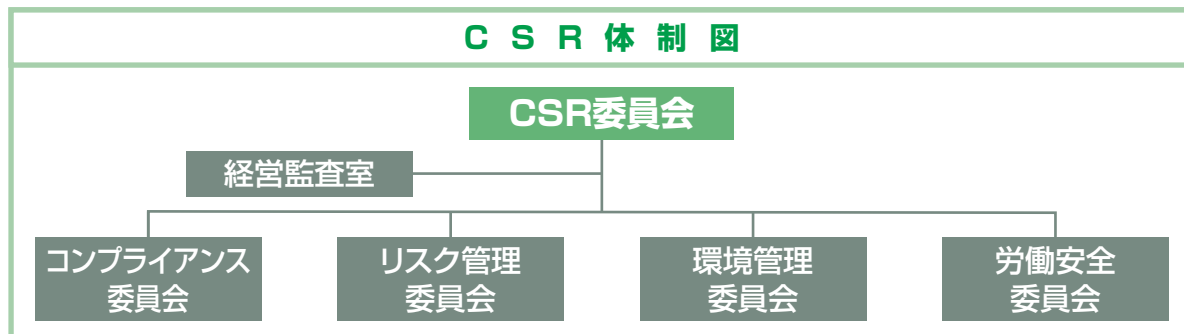 CSR体制図
CSR委員会
経営監査室
コンプライアンス
委員会
リスク管理
委員会
環境管理
委員会
労働安全
委員会